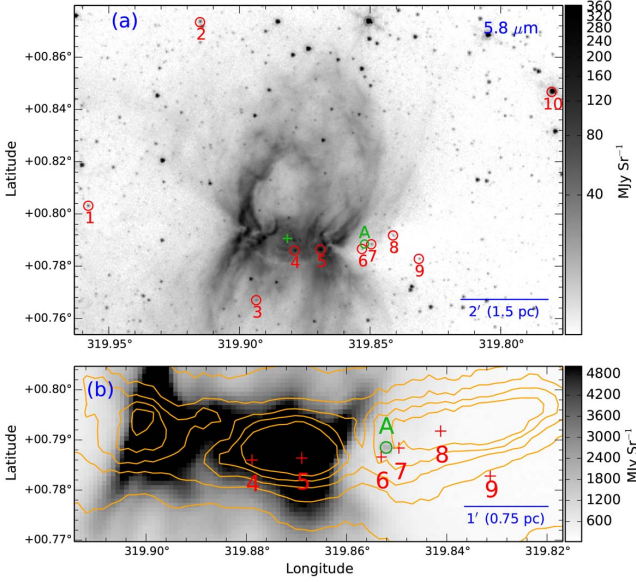 (a)
5.8 μm
2
10
1
A
8
4
5
6
7
9
3
2′ (1.5 pc)
+00.86°
+00.84°
+00.82°
+00.80°
+00.78°
+00.76°
Latitude
319.95 319.90 319.85 319.80
360
300
260
200
160
120
80
40
MJy Sr⁻¹
(b)
A
4 5 6 7 8 9
1′ (0.75 pc)
+00.80°
+00.79°
+00.78°
+00.77°
Latitude
319.90 319.88 319.86 319.84 319.82
Longitude
4800
4200
3600
3000
2400
1800
1200
600
MJy Sr⁻¹